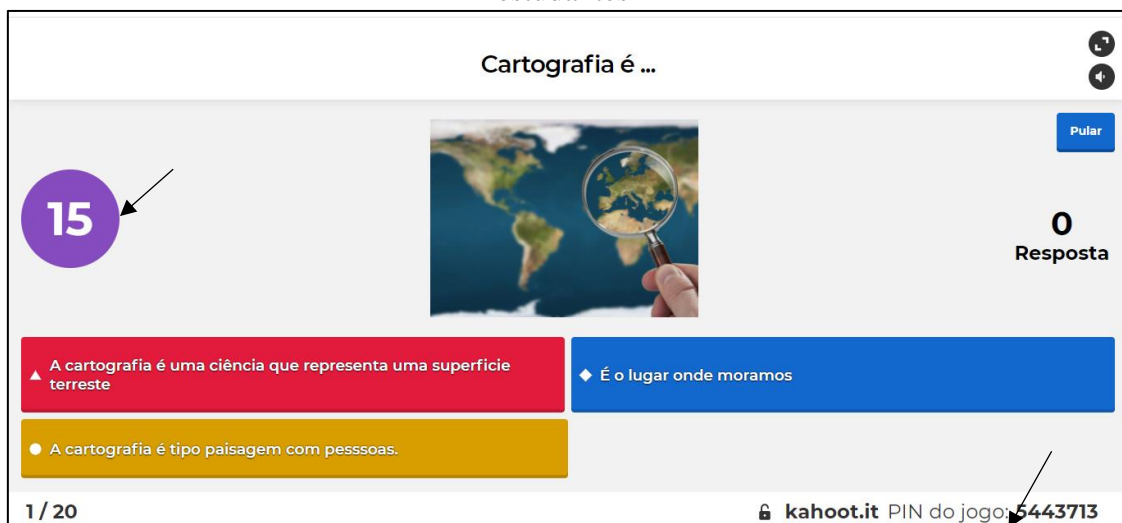 Cartografia é ...
Pular
15
0
Resposta
A cartografia é uma ciência que representa uma superficie
terreste
É o lugar onde moramos
A cartografia é tipo paisagem com pesssoas.
1 / 20
kahoot.it PIN do jogo: 5443713